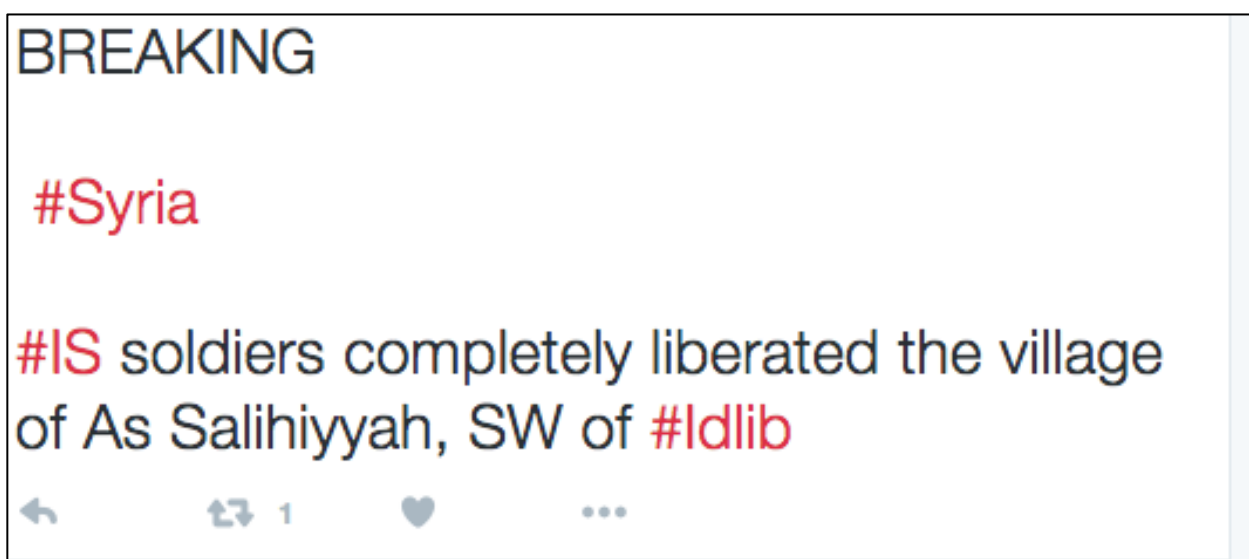 BREAKING
#Syria
#IS soldiers completely liberated the village
of As Salihiyyah, SW of #Idlib
1